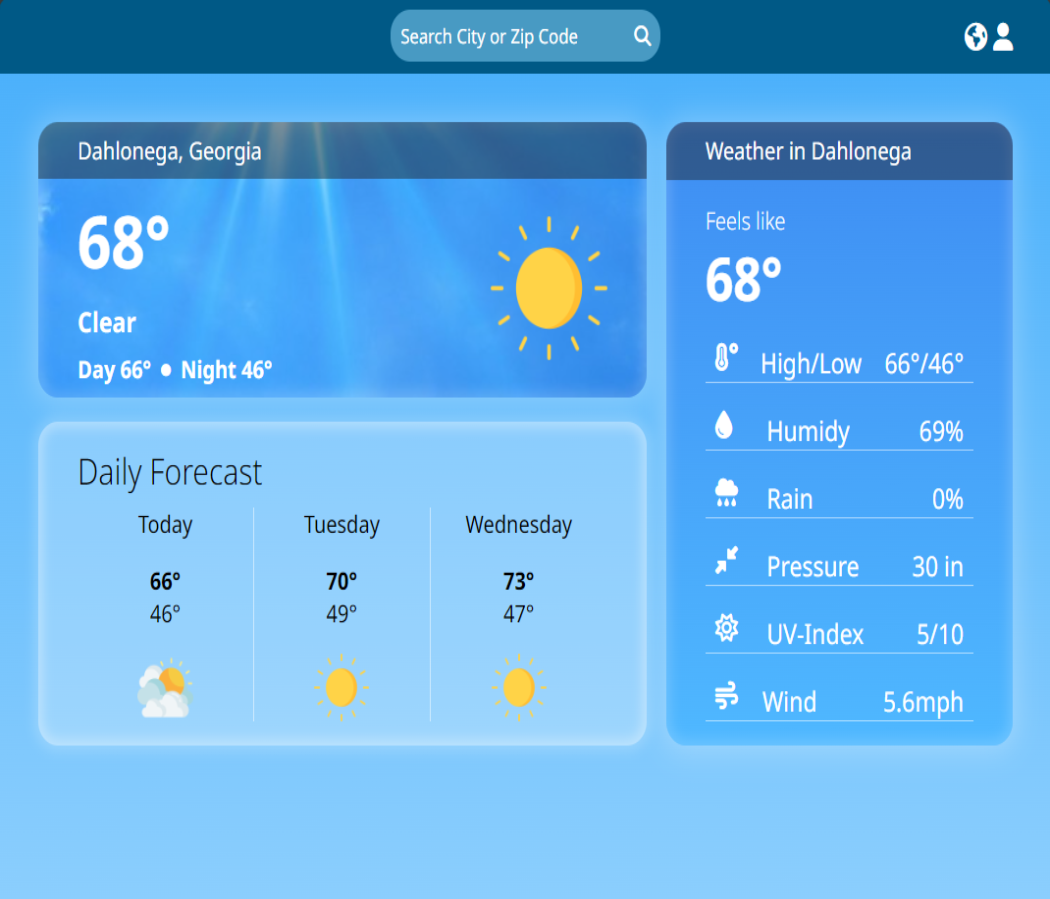 Search City or Zip Code
Dahlonega, Georgia
68°
Clear
Day 66° ● Night 46°
Daily Forecast
Today
66°
46°
Tuesday
70°
49°
Wednesday
73°
47°
Weather in Dahlonega
Feels like
68°
High/Low 66°/46°
Humidy 69%
Rain 0%
Pressure 30 in
UV-Index 5/10
Wind 5.6mph